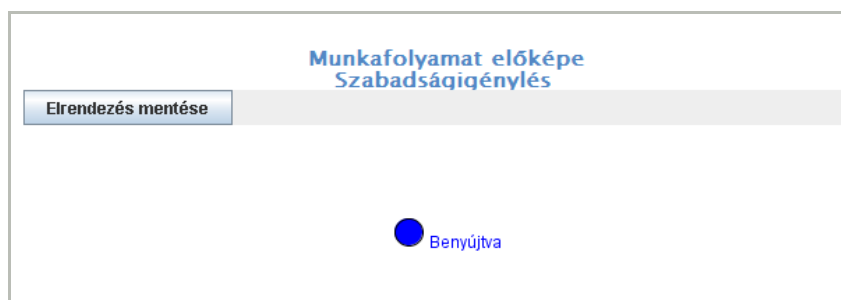 Munkafolyamat előképe
Szabadságigénylés
Elrendezés mentése
Benyújtva